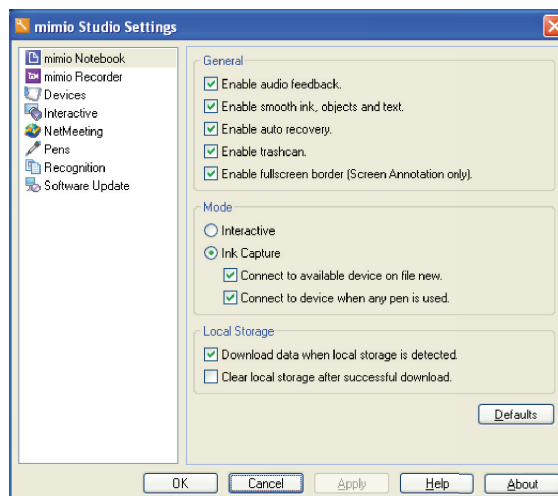 mimio Studio Settings
mimio Notebook
mimio Recorder
Devices
Interactive
NetMeeting
Pens
Recognition
Software Update
General
Enable audio feedback.
Enable smooth ink, objects and text.
Enable auto recovery.
Enable trashcan.
Enable fullscreen border (Screen Annotation only).
Mode
Interactive
Ink Capture
Connect to available device on file new.
Connect to device when any pen is used.
Local Storage
Download data when local storage is detected.
Clear local storage after successful download.
Defaults
OK Cancel Apply Help About